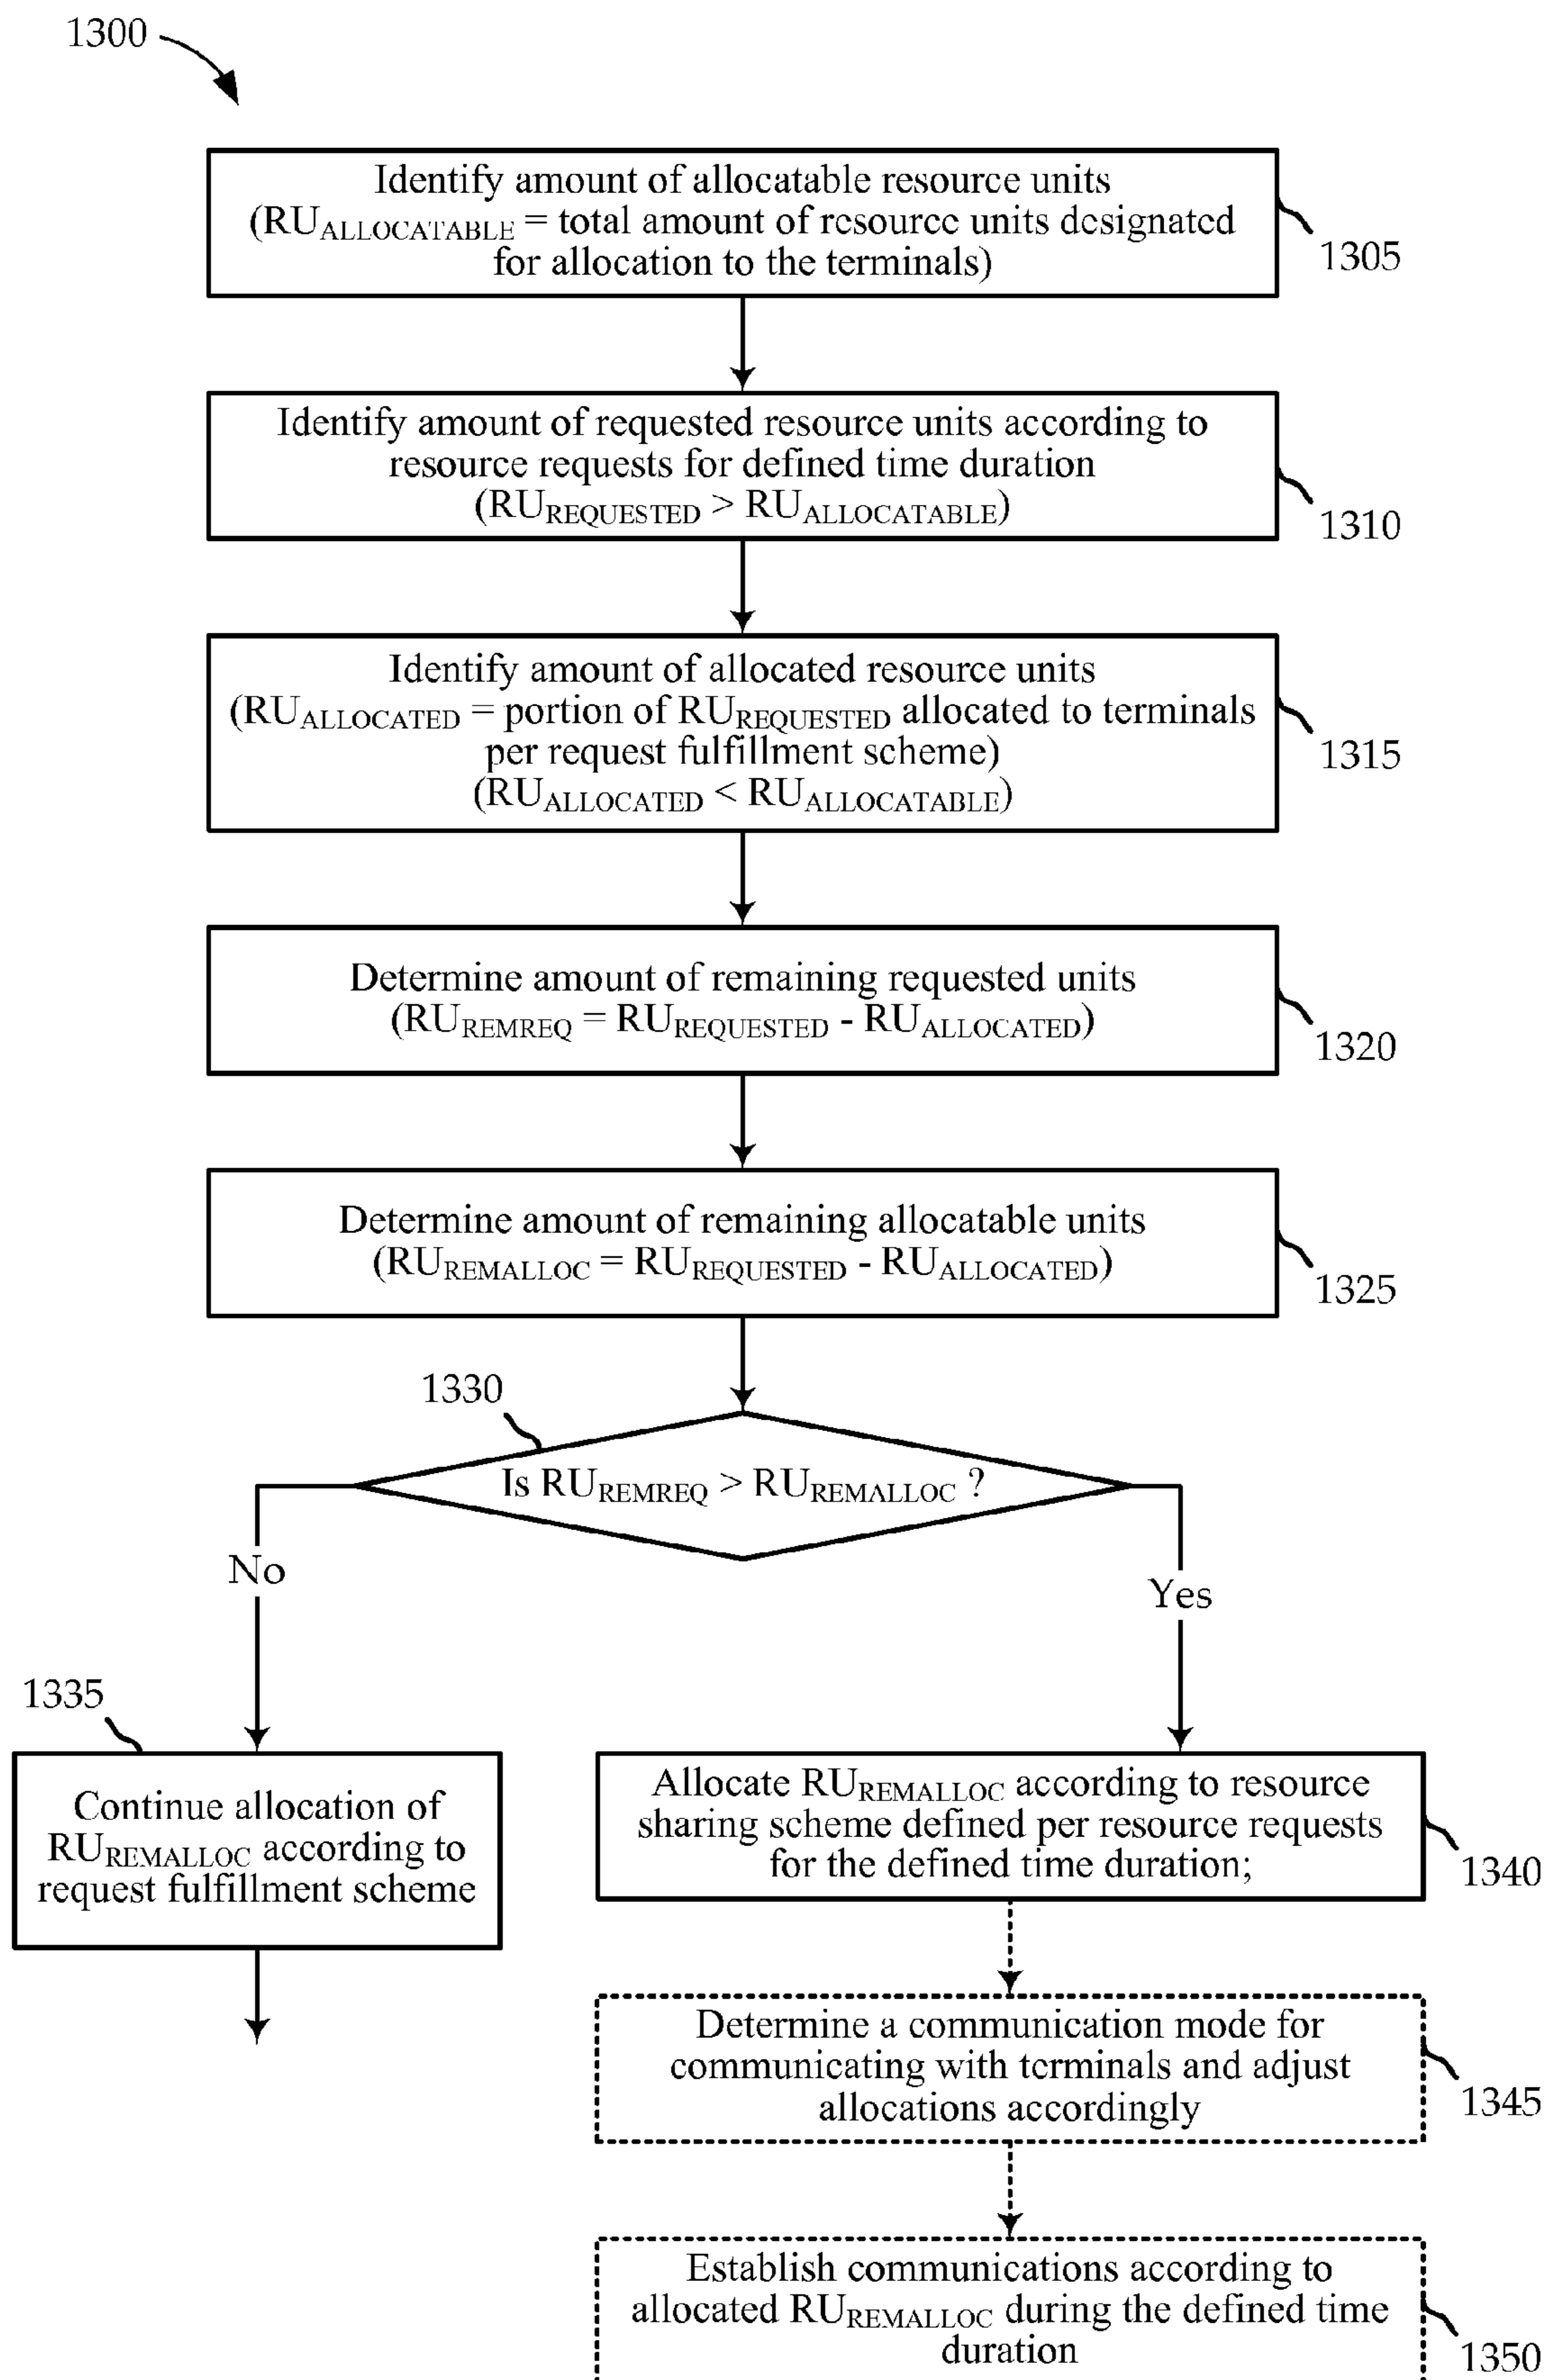 1300
Identify amount of allocatable resource units
(RUALLOCATABLE = total amount of resource units designated
for allocation to the terminals)
1305
Identify amount of requested resource units according to
resource requests for defined time duration
(RUREQUESTED > RUALLOCATABLE)
1310
Identify amount of allocated resource units
(RUALLOCATED = portion of RUREQUESTED allocated to terminals
per request fulfillment scheme)
(RUALLOCATED < RUALLOCATABLE)
1315
Determine amount of remaining requested units
(RUREMREQ = RUREQUESTED - RUALLOCATED)
1320
Determine amount of remaining allocatable units
(RUREMALLOC = RUREQUESTED - RUALLOCATED)
1325
1330
Is RUREMREQ > RUREMALLOC ?
No
Yes
1335
Continue allocation of
RUREMALLOC according to
request fulfillment scheme
Allocate RUREMALLOC according to resource
sharing scheme defined per resource requests
for the defined time duration;
1340
Determine a communication mode for
communicating with terminals and adjust
allocations accordingly
1345
Establish communications according to
allocated RUREMALLOC during the defined time
duration
1350